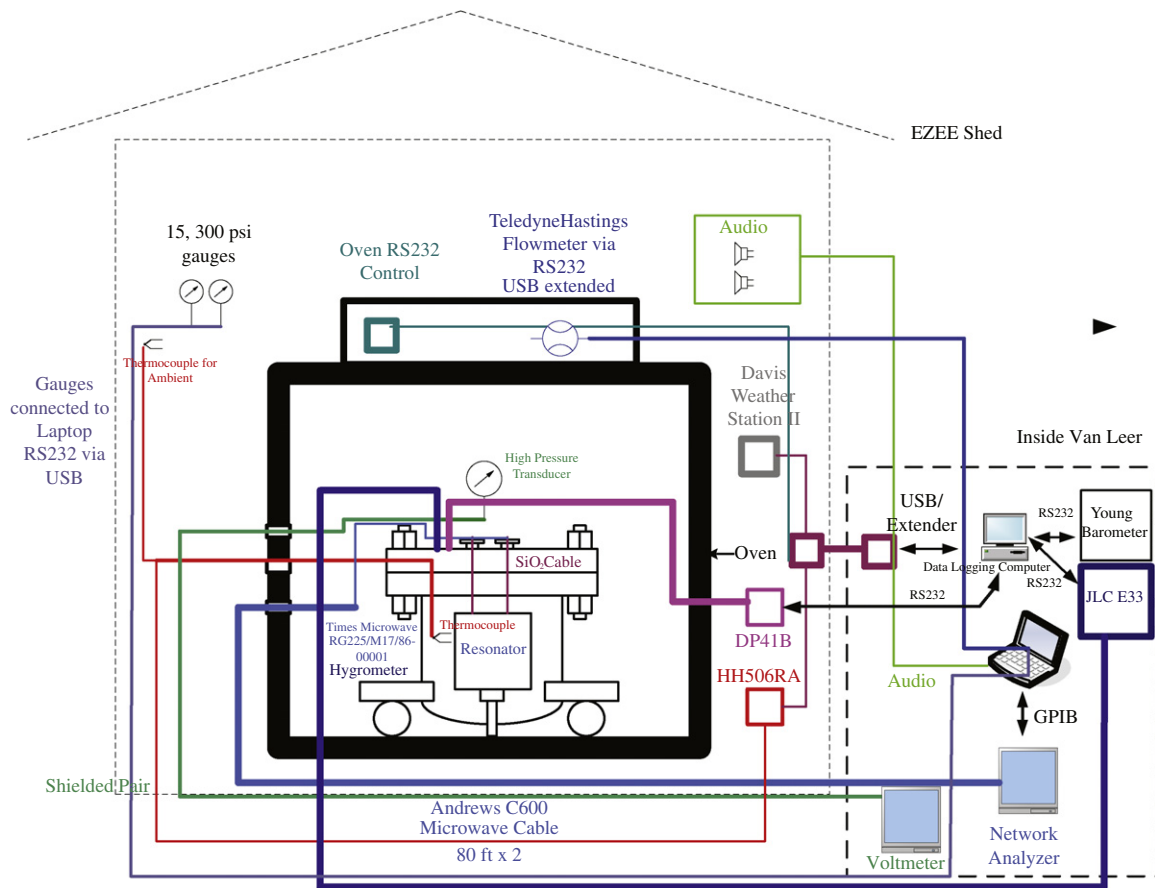 EZEE Shed
15, 300 psi
gauges
Oven RS232
Control
TeledyneHastings
Flowmeter via
RS232
USB extended
Audio
Thermocouple for
Ambient
Gauges
connected to
Laptop
RS232 via
USB
Davis
Weather
Station II
Inside Van Leer
High Pressure
Transducer
USB/
Extender
RS232
Young
Barometer
Oven
SiO₂Cable
Data Logging Computer
RS232
RS232
JLC E33
Times Microwave
RG225/M17/86-
00001
Hygrometer
Thermocouple
Resonator
DP41B
HH506RA
Audio
GPIB
Shielded Pair
Andrews C600
Microwave Cable
80 ft x 2
Voltmeter
Network
Analyzer